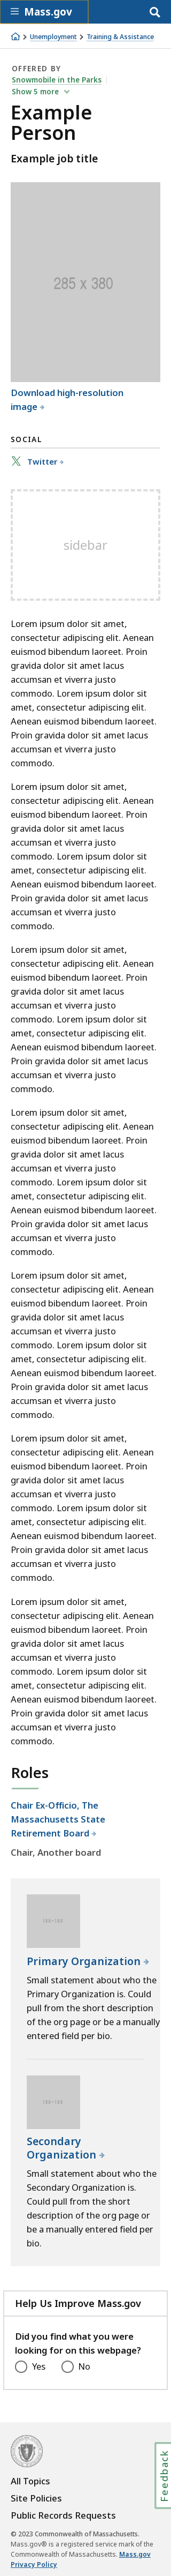 Mass.gov
Unemployment
Training & Assistance
OFFERED BY
Snowmobile in the Parks
Show 5 more
Example
Person
Example job title
285 x 380
Download high-resolution
image
SOCIAL
Twitter
sidebar
Lorem ipsum dolor sit amet,
consectetur adipiscing elit. Aenean
euismod bibendum laoreet. Proin
gravida dolor sit amet lacus
accumsan et viverra justo
commodo. Lorem ipsum dolor sit
amet, consectetur adipiscing elit.
Aenean euismod bibendum laoreet.
Proin gravida dolor sit amet lacus
accumsan et viverra justo
commodo.
Lorem ipsum dolor sit amet,
consectetur adipiscing elit. Aenean
euismod bibendum laoreet. Proin
gravida dolor sit amet lacus
accumsan et viverra justo
commodo. Lorem ipsum dolor sit
amet, consectetur adipiscing elit.
Aenean euismod bibendum laoreet.
Proin gravida dolor sit amet lacus
accumsan et viverra justo
commodo.
Lorem ipsum dolor sit amet,
consectetur adipiscing elit. Aenean
euismod bibendum laoreet. Proin
gravida dolor sit amet lacus
accumsan et viverra justo
commodo. Lorem ipsum dolor sit
amet, consectetur adipiscing elit.
Aenean euismod bibendum laoreet.
Proin gravida dolor sit amet lacus
accumsan et viverra justo
commodo.
Lorem ipsum dolor sit amet,
consectetur adipiscing elit. Aenean
euismod bibendum laoreet. Proin
gravida dolor sit amet lacus
accumsan et viverra justo
commodo. Lorem ipsum dolor sit
amet, consectetur adipiscing elit.
Aenean euismod bibendum laoreet.
Proin gravida dolor sit amet lacus
accumsan et viverra justo
commodo.
Lorem ipsum dolor sit amet,
consectetur adipiscing elit. Aenean
euismod bibendum laoreet. Proin
gravida dolor sit amet lacus
accumsan et viverra justo
commodo. Lorem ipsum dolor sit
amet, consectetur adipiscing elit.
Aenean euismod bibendum laoreet.
Proin gravida dolor sit amet lacus
accumsan et viverra justo
commodo.
Lorem ipsum dolor sit amet,
consectetur adipiscing elit. Aenean
euismod bibendum laoreet. Proin
gravida dolor sit amet lacus
accumsan et viverra justo
commodo. Lorem ipsum dolor sit
amet, consectetur adipiscing elit.
Aenean euismod bibendum laoreet.
Proin gravida dolor sit amet lacus
accumsan et viverra justo
commodo.
Lorem ipsum dolor sit amet,
consectetur adipiscing elit. Aenean
euismod bibendum laoreet. Proin
gravida dolor sit amet lacus
accumsan et viverra justo
commodo. Lorem ipsum dolor sit
amet, consectetur adipiscing elit.
Aenean euismod bibendum laoreet.
Proin gravida dolor sit amet lacus
accumsan et viverra justo
commodo.
Roles
Chair Ex-Officio, The
Massachusetts State
Retirement Board
Chair, Another board
Primary Organization
Small statement about who the
Primary Organization is. Could
pull from the short description
of the org page or be a manually
entered field per bio.
Secondary
Organization
Small statement about who the
Secondary Organization is.
Could pull from the short
description of the org page or
be a manually entered field per
bio.
Help Us Improve Mass.gov
Did you find what you were
looking for on this webpage?
Yes
No
Feedback
All Topics
Site Policies
Public Records Requests
© 2023 Commonwealth of Massachusetts.
Mass.gov® is a registered service mark of the
Commonwealth of Massachusetts. Mass.gov
Privacy Policy